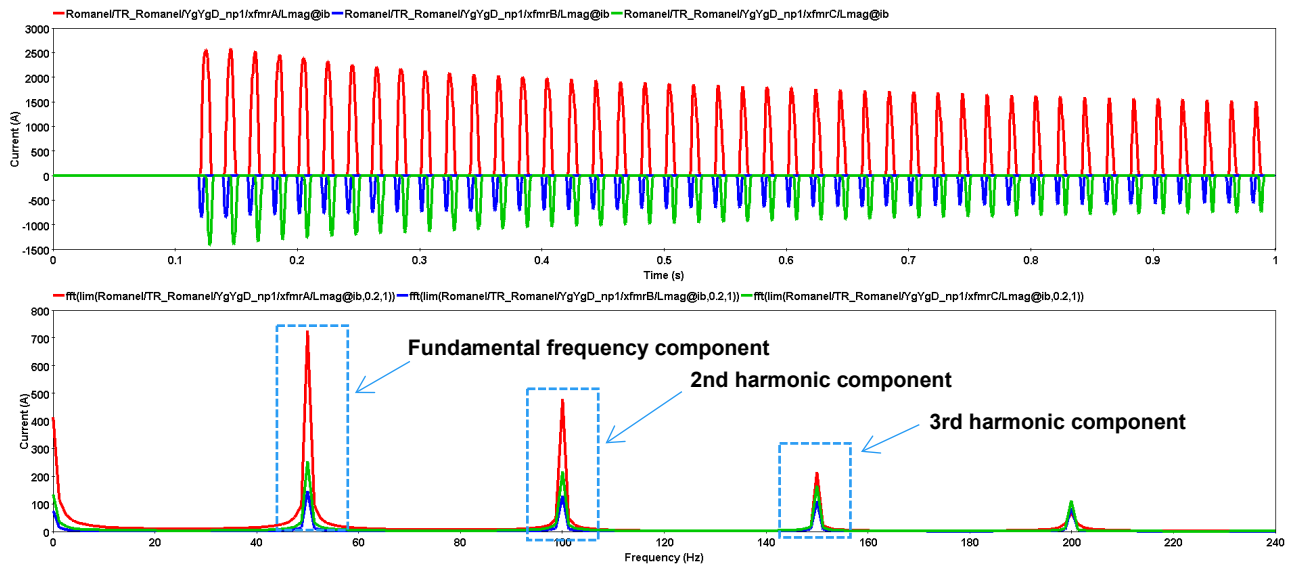 Romanel/TR_Romanel/YgYgD_np1/xfmrA/Lmag@ib Romanel/TR_Romanel/YgYgD_np1/xfmrB/Lmag@ib Romanel/TR_Romanel/YgYgD_np1/xfmrC/Lmag@ib
3000
2500
2000
1500
1000
500
0
-500
-1000
-1500
Current (A)
0 0.1 0.2 0.3 0.4 0.5 0.6 0.7 0.8 0.9 1
Time (s)
fft(lim(Romanel/TR_Romanel/YgYgD_np1/xfmrA/Lmag@ib,0.2,1)) fft(lim(Romanel/TR_Romanel/YgYgD_np1/xfmrB/Lmag@ib,0.2,1)) fft(lim(Romanel/TR_Romanel/YgYgD_np1/xfmrC/Lmag@ib,0.2,1))
800
700
600
500
400
300
200
100
0
Current (A)
Fundamental frequency component
2nd harmonic component
3rd harmonic component
0 20 40 60 80 100 120 140 160 180 200 220 240
Frequency (Hz)